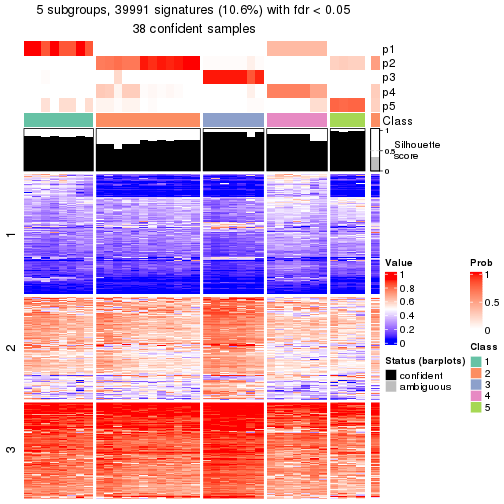 5 subgroups, 39991 signatures (10.6%) with fdr < 0.05
38 confident samples
p1
p2
p3
p4
p5
Class
1
0.5
0
Silhouette
score
1
2
3
Value
1
0.8
0.6
0.4
0.2
0
Status (barplots)
confident
ambiguous
Prob
1
0.5
0
Class
1
2
3
4
5